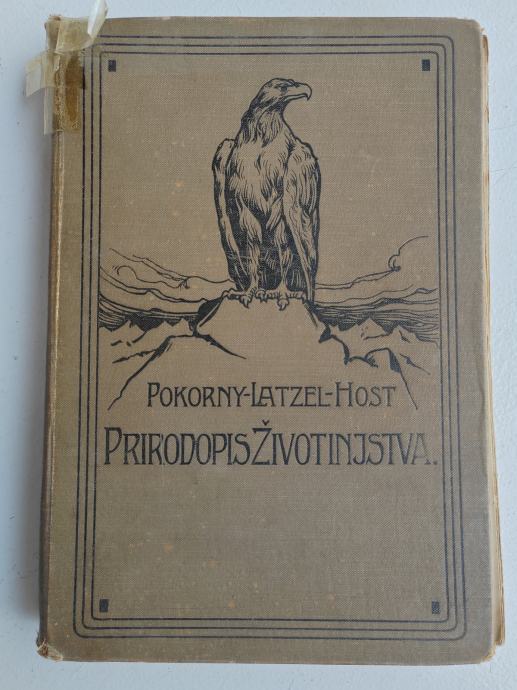 POKORNY-LATZEL-HOST
PRIRODOPIS ŽIVOTINJSTVA.